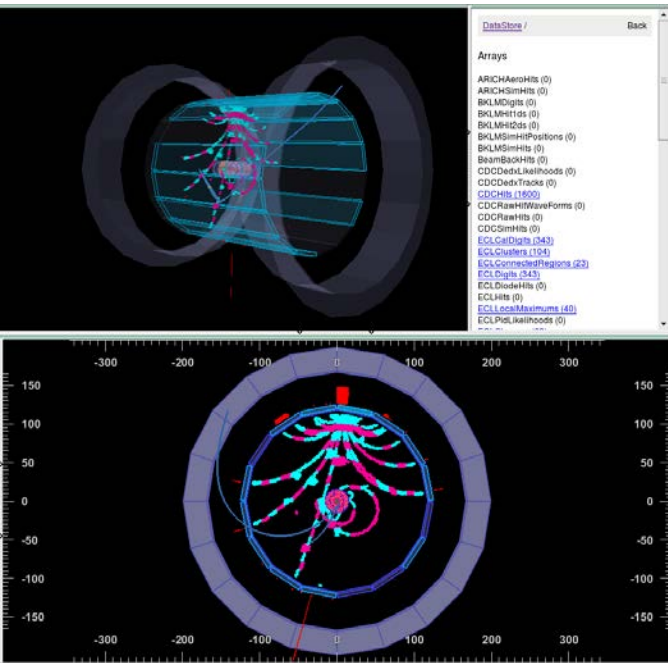 DataStore / Back
Arrays
ARICHAeroHits (0)
ARICHSimHits (0)
BKLMDigits (0)
BKLMHit1ds (0)
BKLMHit2ds (0)
BKLMSimHitPositions (0)
BKLMSimHits (0)
BeamBackHits (0)
CDCDedxLikelihoods (0)
CDCDedxTracks (0)
CDCHits (1600)
CDCRawHitWaveForms (0)
CDCRawHits (0)
CDCSimHits (0)
ECLCalDigits (343)
ECLClusters (104)
ECLConnectedRegions (23)
ECLDigits (343)
ECLDiodeHits (0)
ECLHits (0)
ECLLocalMaximums (40)
ECLPidLikelihoods (0)
-300 -200 -100 0 100 200 300
150 150
100 100
50 50
0 0
-50 -50
-100 -100
-150 -150
-300 -200 -100 0 100 200 300